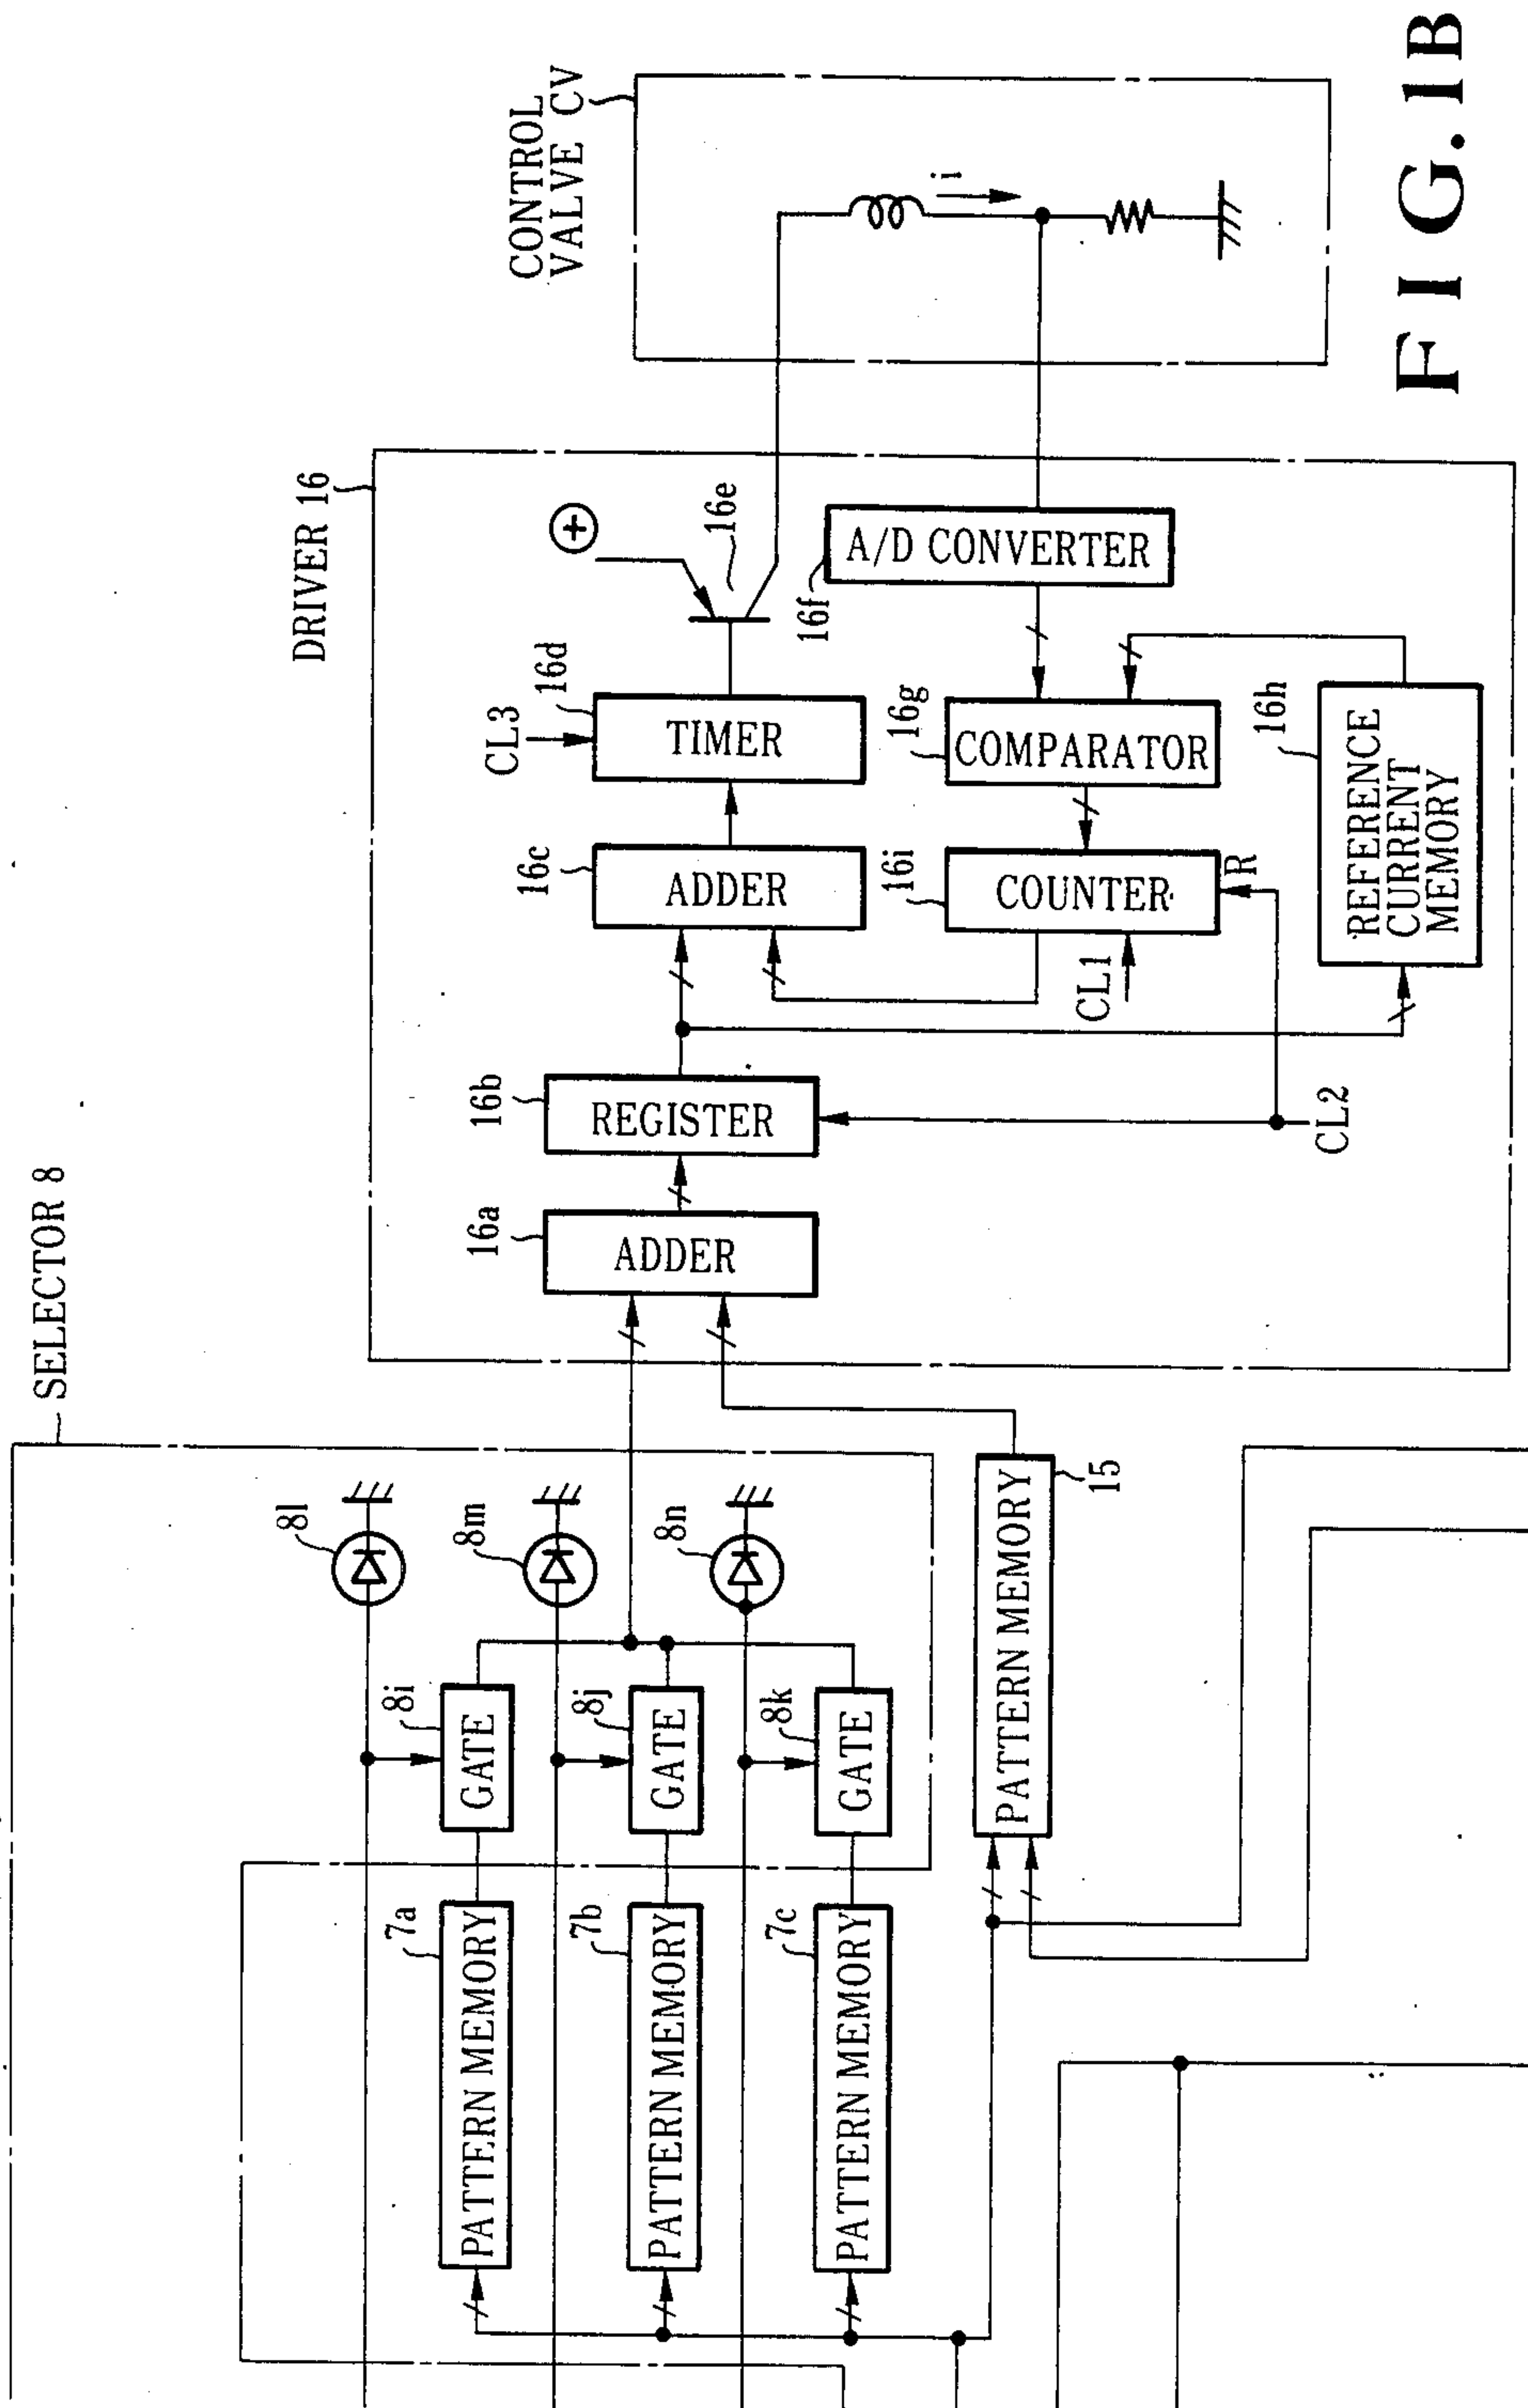 SELECTOR 8
8l
8m
8n
8i
GATE
8j
GATE
8k
GATE
7a
PATTERN MEMORY
7b
PATTERN MEMORY
7c
PATTERN MEMORY
PATTERN MEMORY
15
DRIVER 16
16a
ADDER
16b
REGISTER
CL2
16c
ADDER
CL3
16d
TIMER
16e
+
16f
A/D CONVERTER
16g
COMPARATOR
16i
COUNTER
R
CL1
16h
REFERENCE
CURRENT
MEMORY
CONTROL
VALVE CV
i
FIG. 1B